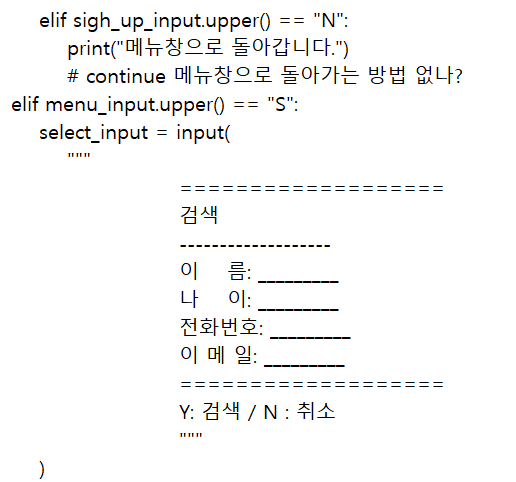 elif sigh_up_input.upper() == "N":
print("메뉴창으로 돌아갑니다.")
# continue 메뉴창으로 돌아가는 방법 없나?
elif menu_input.upper() == "S":
select_input = input(
"""
===================
검색
-------------------
이    름: _________
나    이: _________
전화번호: _________
이 메 일: _________
===================
Y: 검색 / N : 취소
"""
)